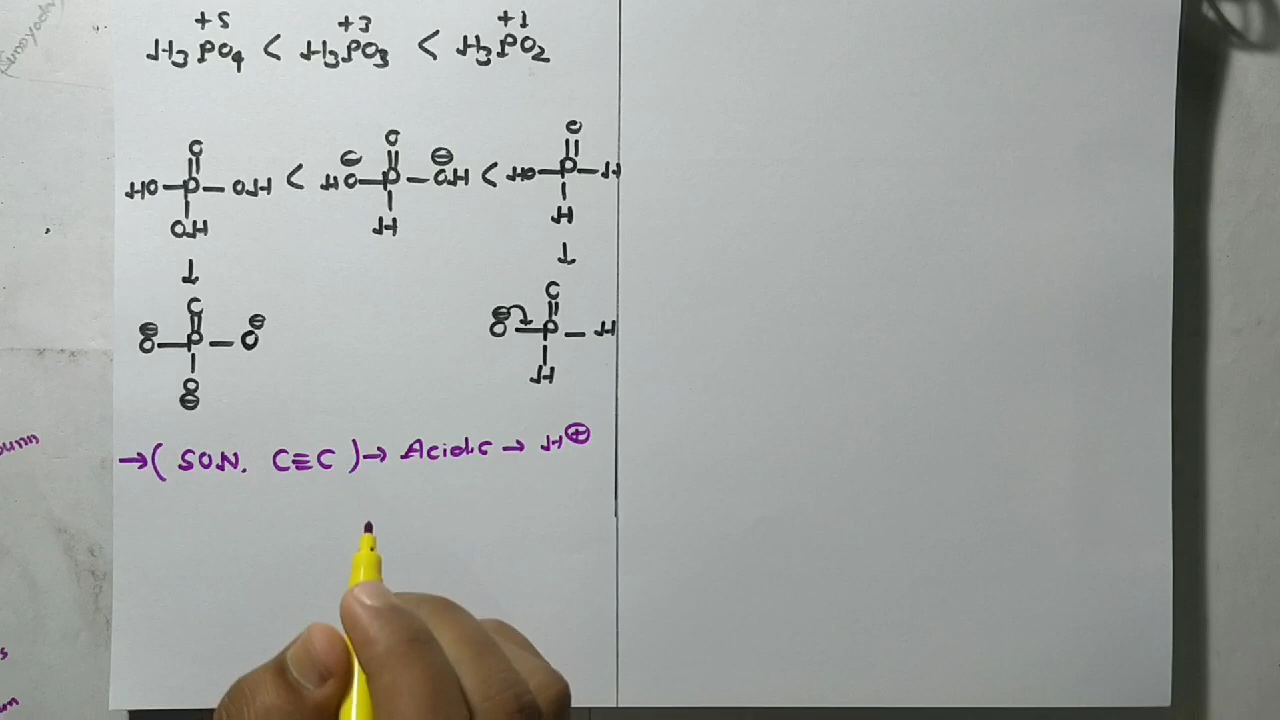 +5 +3 +1
H₃PO₄ < H₃PO₃ < H₃PO₂
O O O
HO–P–OH < HO⊖–P–OH⊖ < HO–P–H
OH H H
↓ ↓
O O
⊖O–P–O⊖ ⊖O–P–H
O⊖ H
→( SON. C≡C )→ Acidic → H⊕